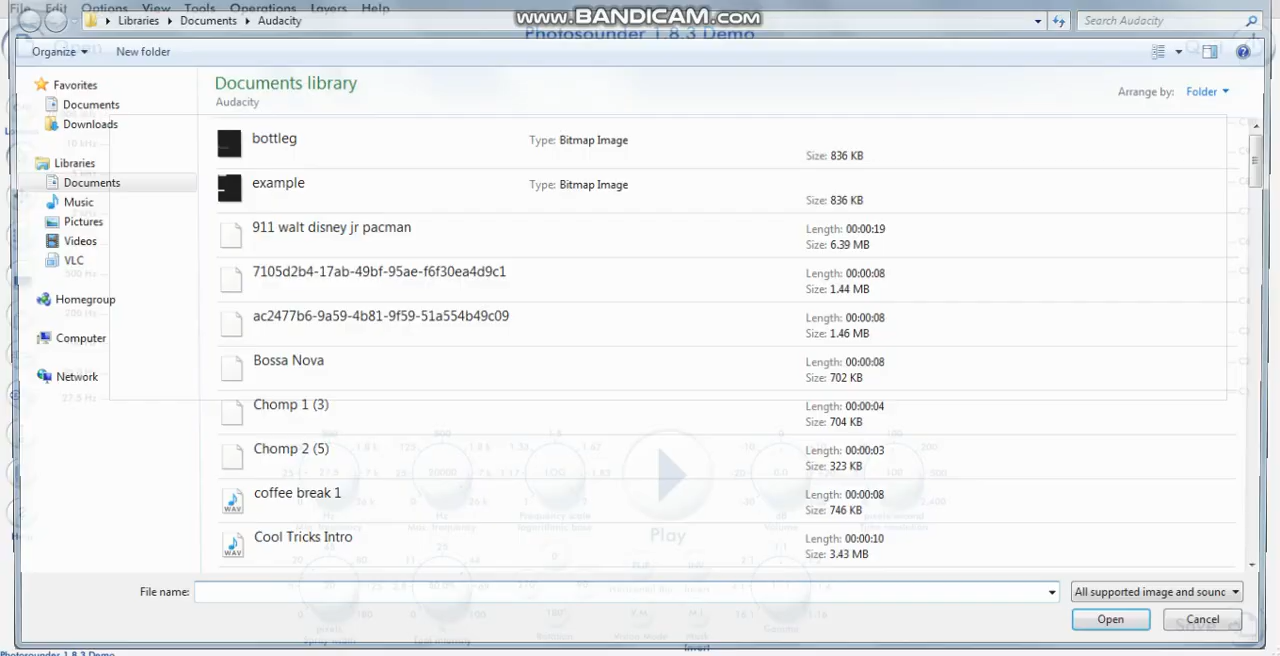 File Edit Options View Tools Operations Layers Help
www.BANDICAM.com
Libraries Documents Audacity
Search Audacity
Photosounder 1.8.3 Demo
Open
Organize New folder
Documents library
Audacity
Arrange by: Folder
Favorites
Documents
Downloads
Libraries
Documents
Music
Pictures
Videos
VLC
Homegroup
Computer
Network
bottleg Type: Bitmap Image Size: 836 KB
example Type: Bitmap Image Size: 836 KB
911 walt disney jr pacman Length: 00:00:19 Size: 6.39 MB
7105d2b4-17ab-49bf-95ae-f6f30ea4d9c1 Length: 00:00:08 Size: 1.44 MB
ac2477b6-9a59-4b81-9f59-51a554b49c09 Length: 00:00:08 Size: 1.46 MB
Bossa Nova Length: 00:00:08 Size: 702 KB
Chomp 1 (3) Length: 00:00:04 Size: 704 KB
Chomp 2 (5) Length: 00:00:03 Size: 323 KB
coffee break 1 Length: 00:00:08 Size: 746 KB
WAV
Cool Tricks Intro Length: 00:00:10 Size: 3.43 MB
WAV
Play
File name:
All supported image and sounc
Open Cancel
Save
Invert
Photosounder 1.8.3 Demo